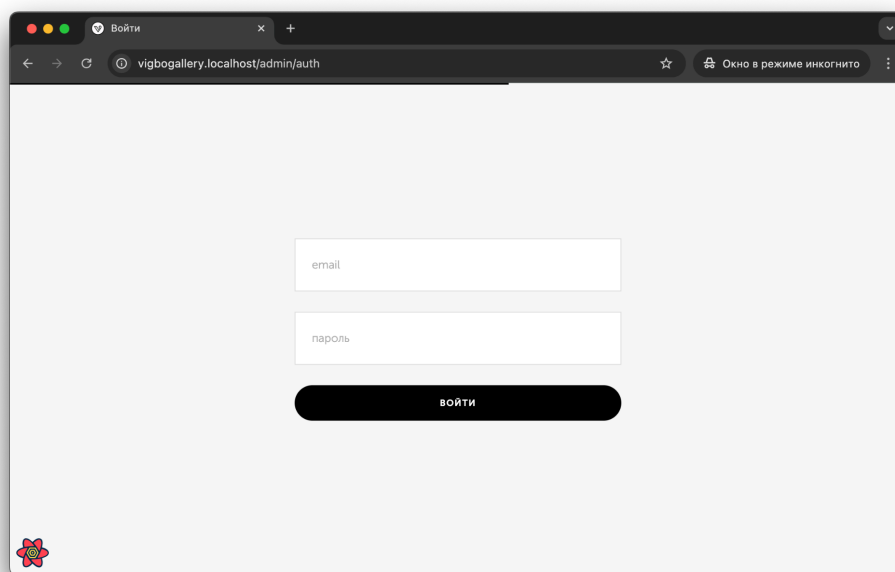 Войти
vigbogallery.localhost/admin/auth
Окно в режиме инкогнито
email
пароль
ВОЙТИ